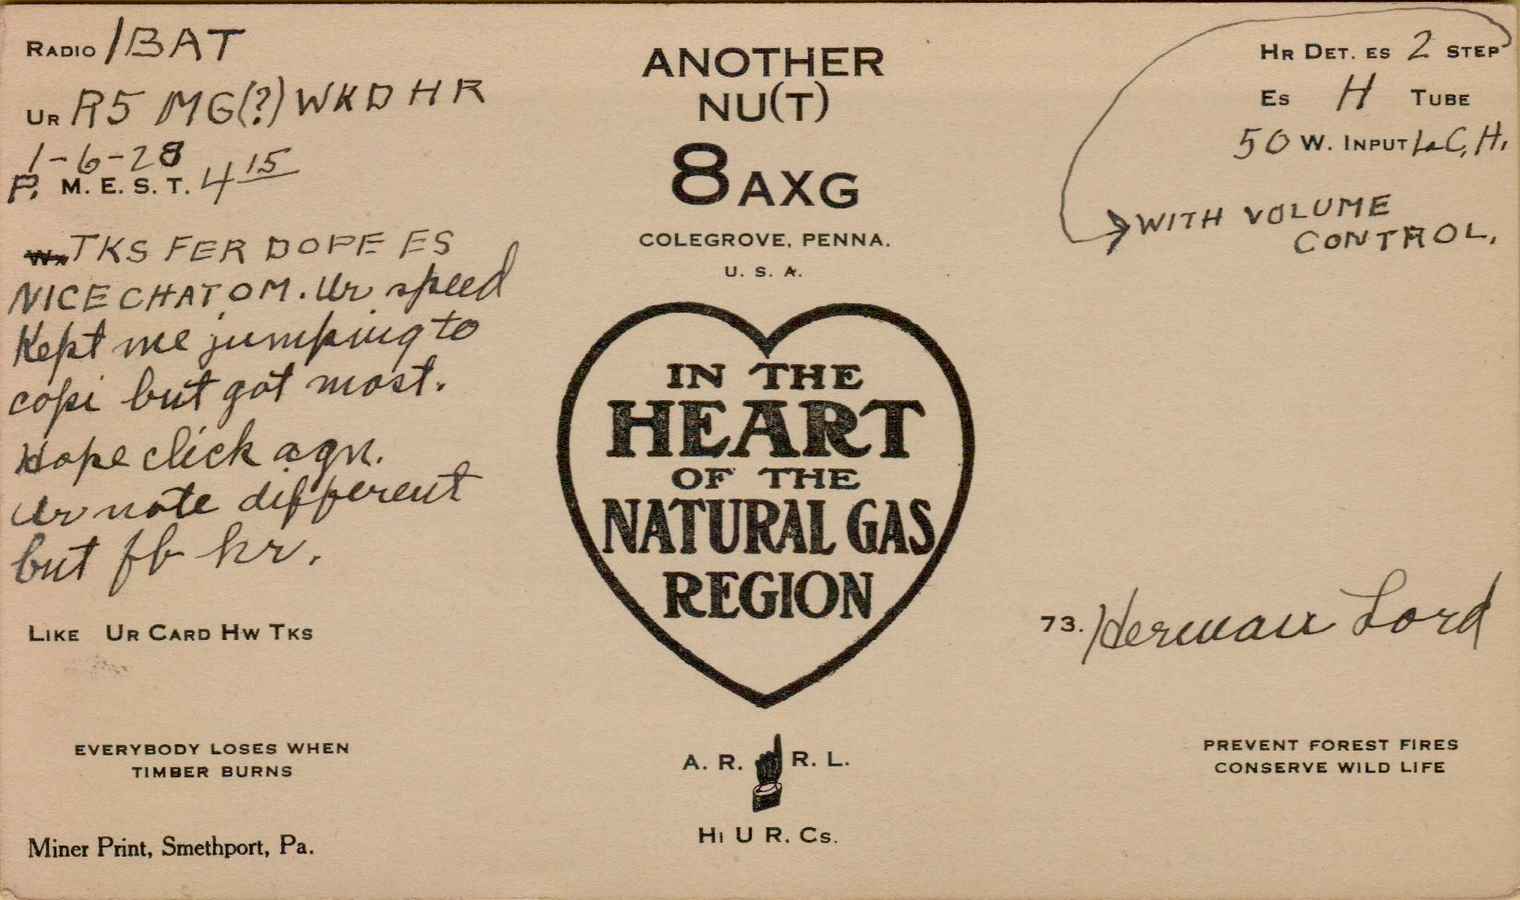 RADIO 1BAT
UR R5 MG(?) WKD HR
1-6-28
P. M. E. S. T. 4 15
TKS FER DOPE ES
NICE CHAT OM. Ur speed
Kept me jumping to
copi but got most.
Hope click agn.
Ur note different
but fb hr.
LIKE UR CARD HW TKS
EVERYBODY LOSES WHEN
TIMBER BURNS
Miner Print, Smethport, Pa.
ANOTHER
NU(T)
8AXG
COLEGROVE, PENNA.
U. S. A.
IN THE
HEART
OF THE
NATURAL GAS
REGION
A. R. R. L.
HI U R. CS.
HR DET. ES 2 STEP
ES H TUBE
50 W. INPUT L.C, H.
WITH VOLUME
CONTROL.
73. Herman Lord
PREVENT FOREST FIRES
CONSERVE WILD LIFE